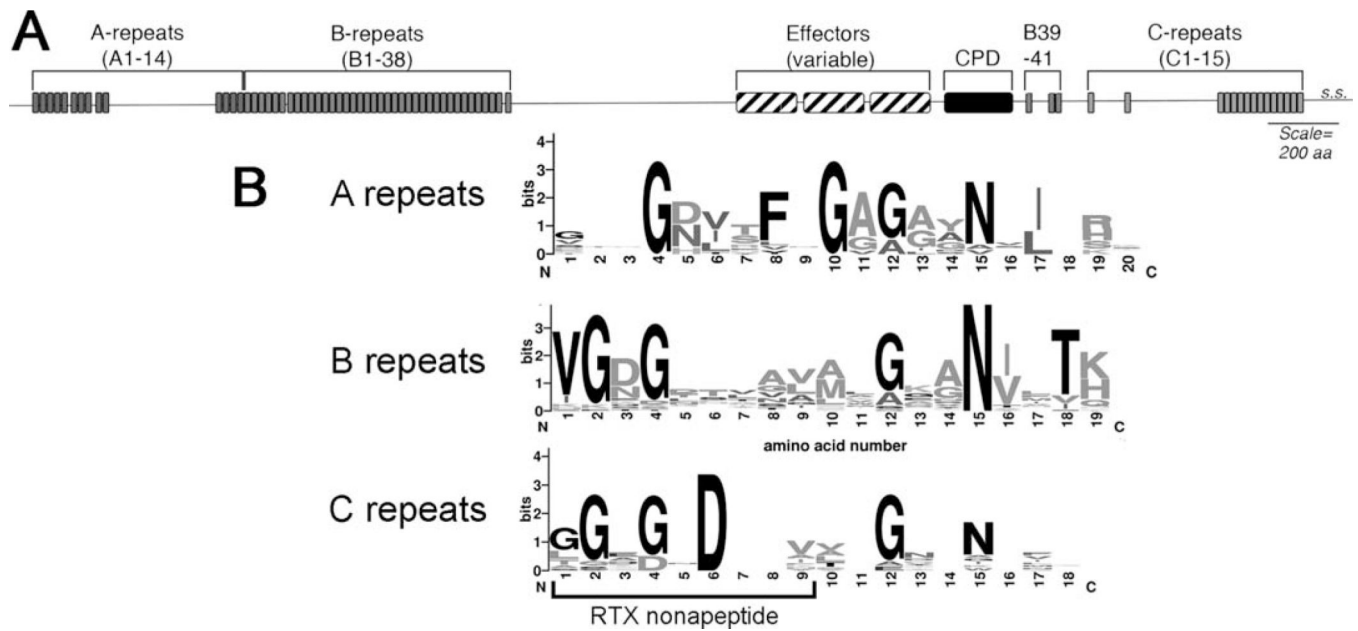 A
A-repeats
(A1-14)
B-repeats
(B1-38)
Effectors
(variable)
CPD
B39
-41
C-repeats
(C1-15)
s.s.
Scale=
200 aa
B
A repeats
bits
4
3
2
1
0
N 1 2 3 4 5 6 7 8 9 10 11 12 13 14 15 16 17 18 19 20 C
B repeats
bits
3
2
1
0
N 1 2 3 4 5 6 7 8 9 10 11 12 13 14 15 16 17 18 19 C
amino acid number
C repeats
bits
4
3
2
1
0
N 1 2 3 4 5 6 7 8 9 10 11 12 13 14 15 16 17 18 C
RTX nonapeptide